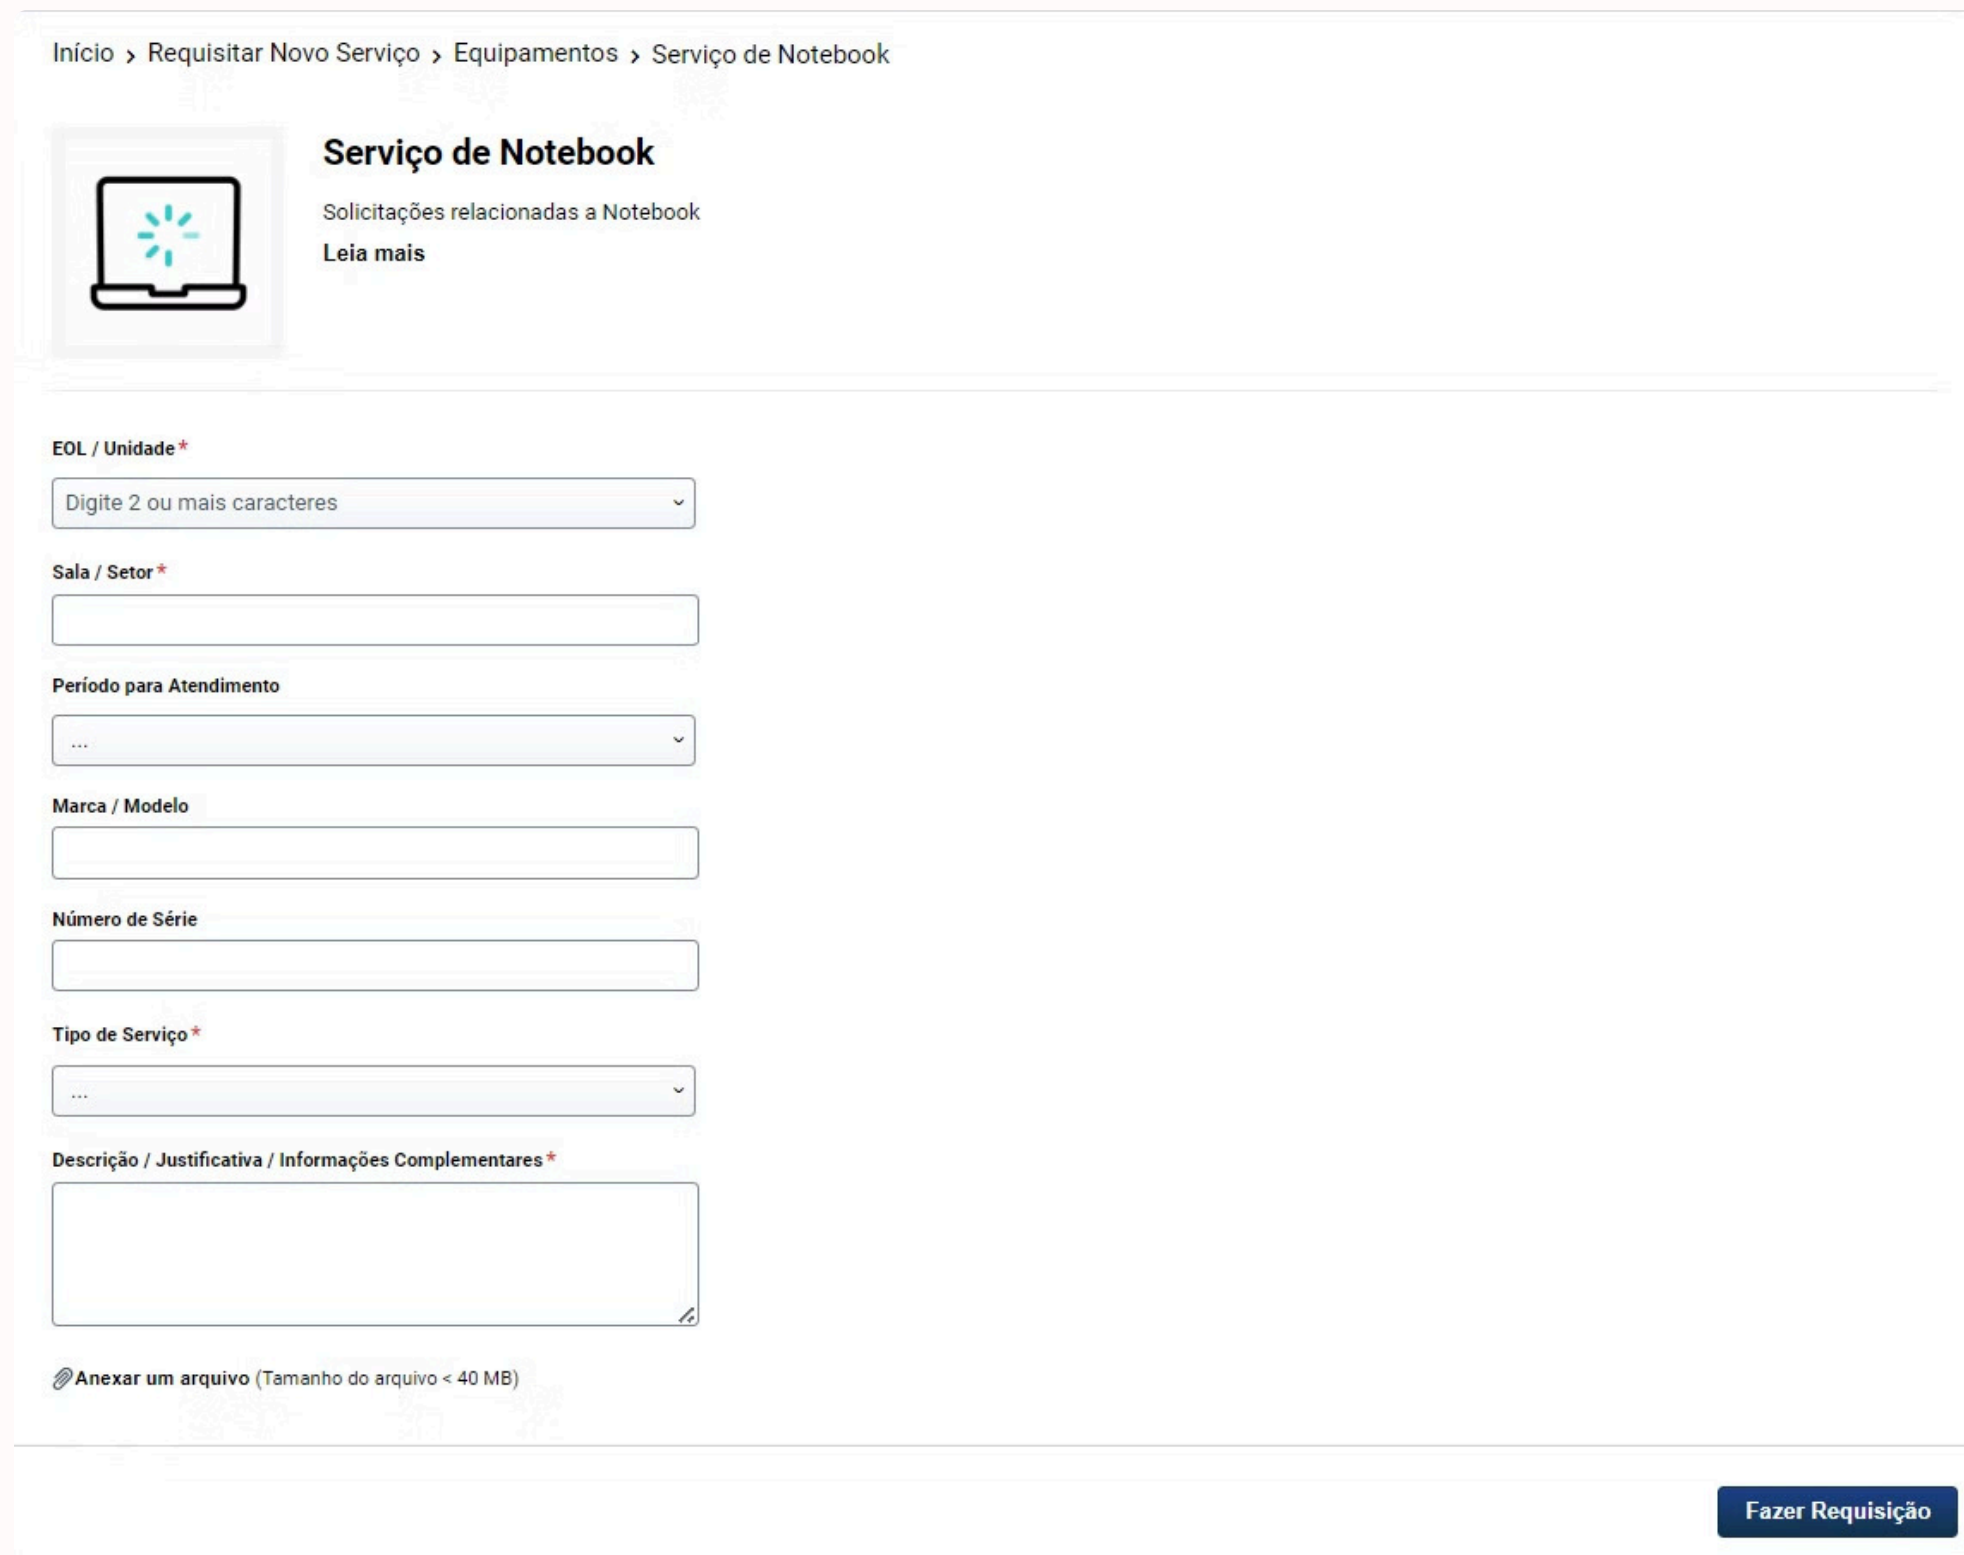 Início › Requisitar Novo Serviço › Equipamentos › Serviço de Notebook
Serviço de Notebook
Solicitações relacionadas a Notebook
Leia mais
EOL / Unidade*
Digite 2 ou mais caracteres
Sala / Setor*
Período para Atendimento
...
Marca / Modelo
Número de Série
Tipo de Serviço*
...
Descrição / Justificativa / Informações Complementares*
Anexar um arquivo (Tamanho do arquivo < 40 MB)
Fazer Requisição